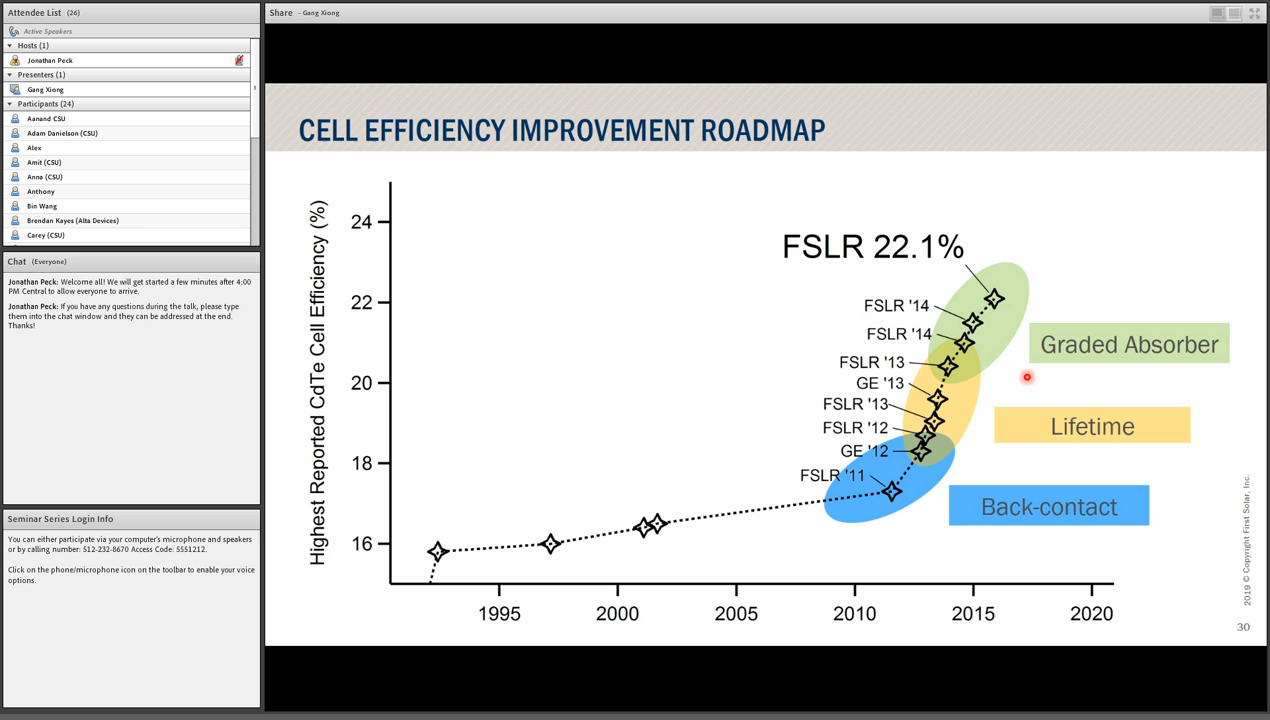 Attendee List (26)
Active Speakers
Hosts (1)
Jonathan Peck
Presenters (1)
Gang Xiong
Participants (24)
Aanand CSU
Adam Danielson (CSU)
Alex
Amit (CSU)
Anna (CSU)
Anthony
Bin Wang
Brendan Kayes (Alta Devices)
Carey (CSU)
Chat (Everyone)
Jonathan Peck: Welcome all! We will get started a few minutes after 4:00
PM Central to allow everyone to arrive.
Jonathan Peck: If you have any questions during the talk, please type
them into the chat window and they can be addressed at the end.
Thanks!
Seminar Series Login Info
You can either participate via your computer's microphone and speakers
or by calling number: 512-232-8670 Access Code: 5551212.
Click on the phone/microphone icon on the toolbar to enable your voice
options.
Share - Gang Xiong
CELL EFFICIENCY IMPROVEMENT ROADMAP
Highest Reported CdTe Cell Efficiency (%)
24
22
20
18
16
FSLR 22.1%
FSLR '14
FSLR '14
FSLR '13
GE '13
FSLR '13
FSLR '12
GE '12
FSLR '11
Graded Absorber
Lifetime
Back-contact
1995
2000
2005
2010
2015
2020
2019 © Copyright First Solar, Inc.
30